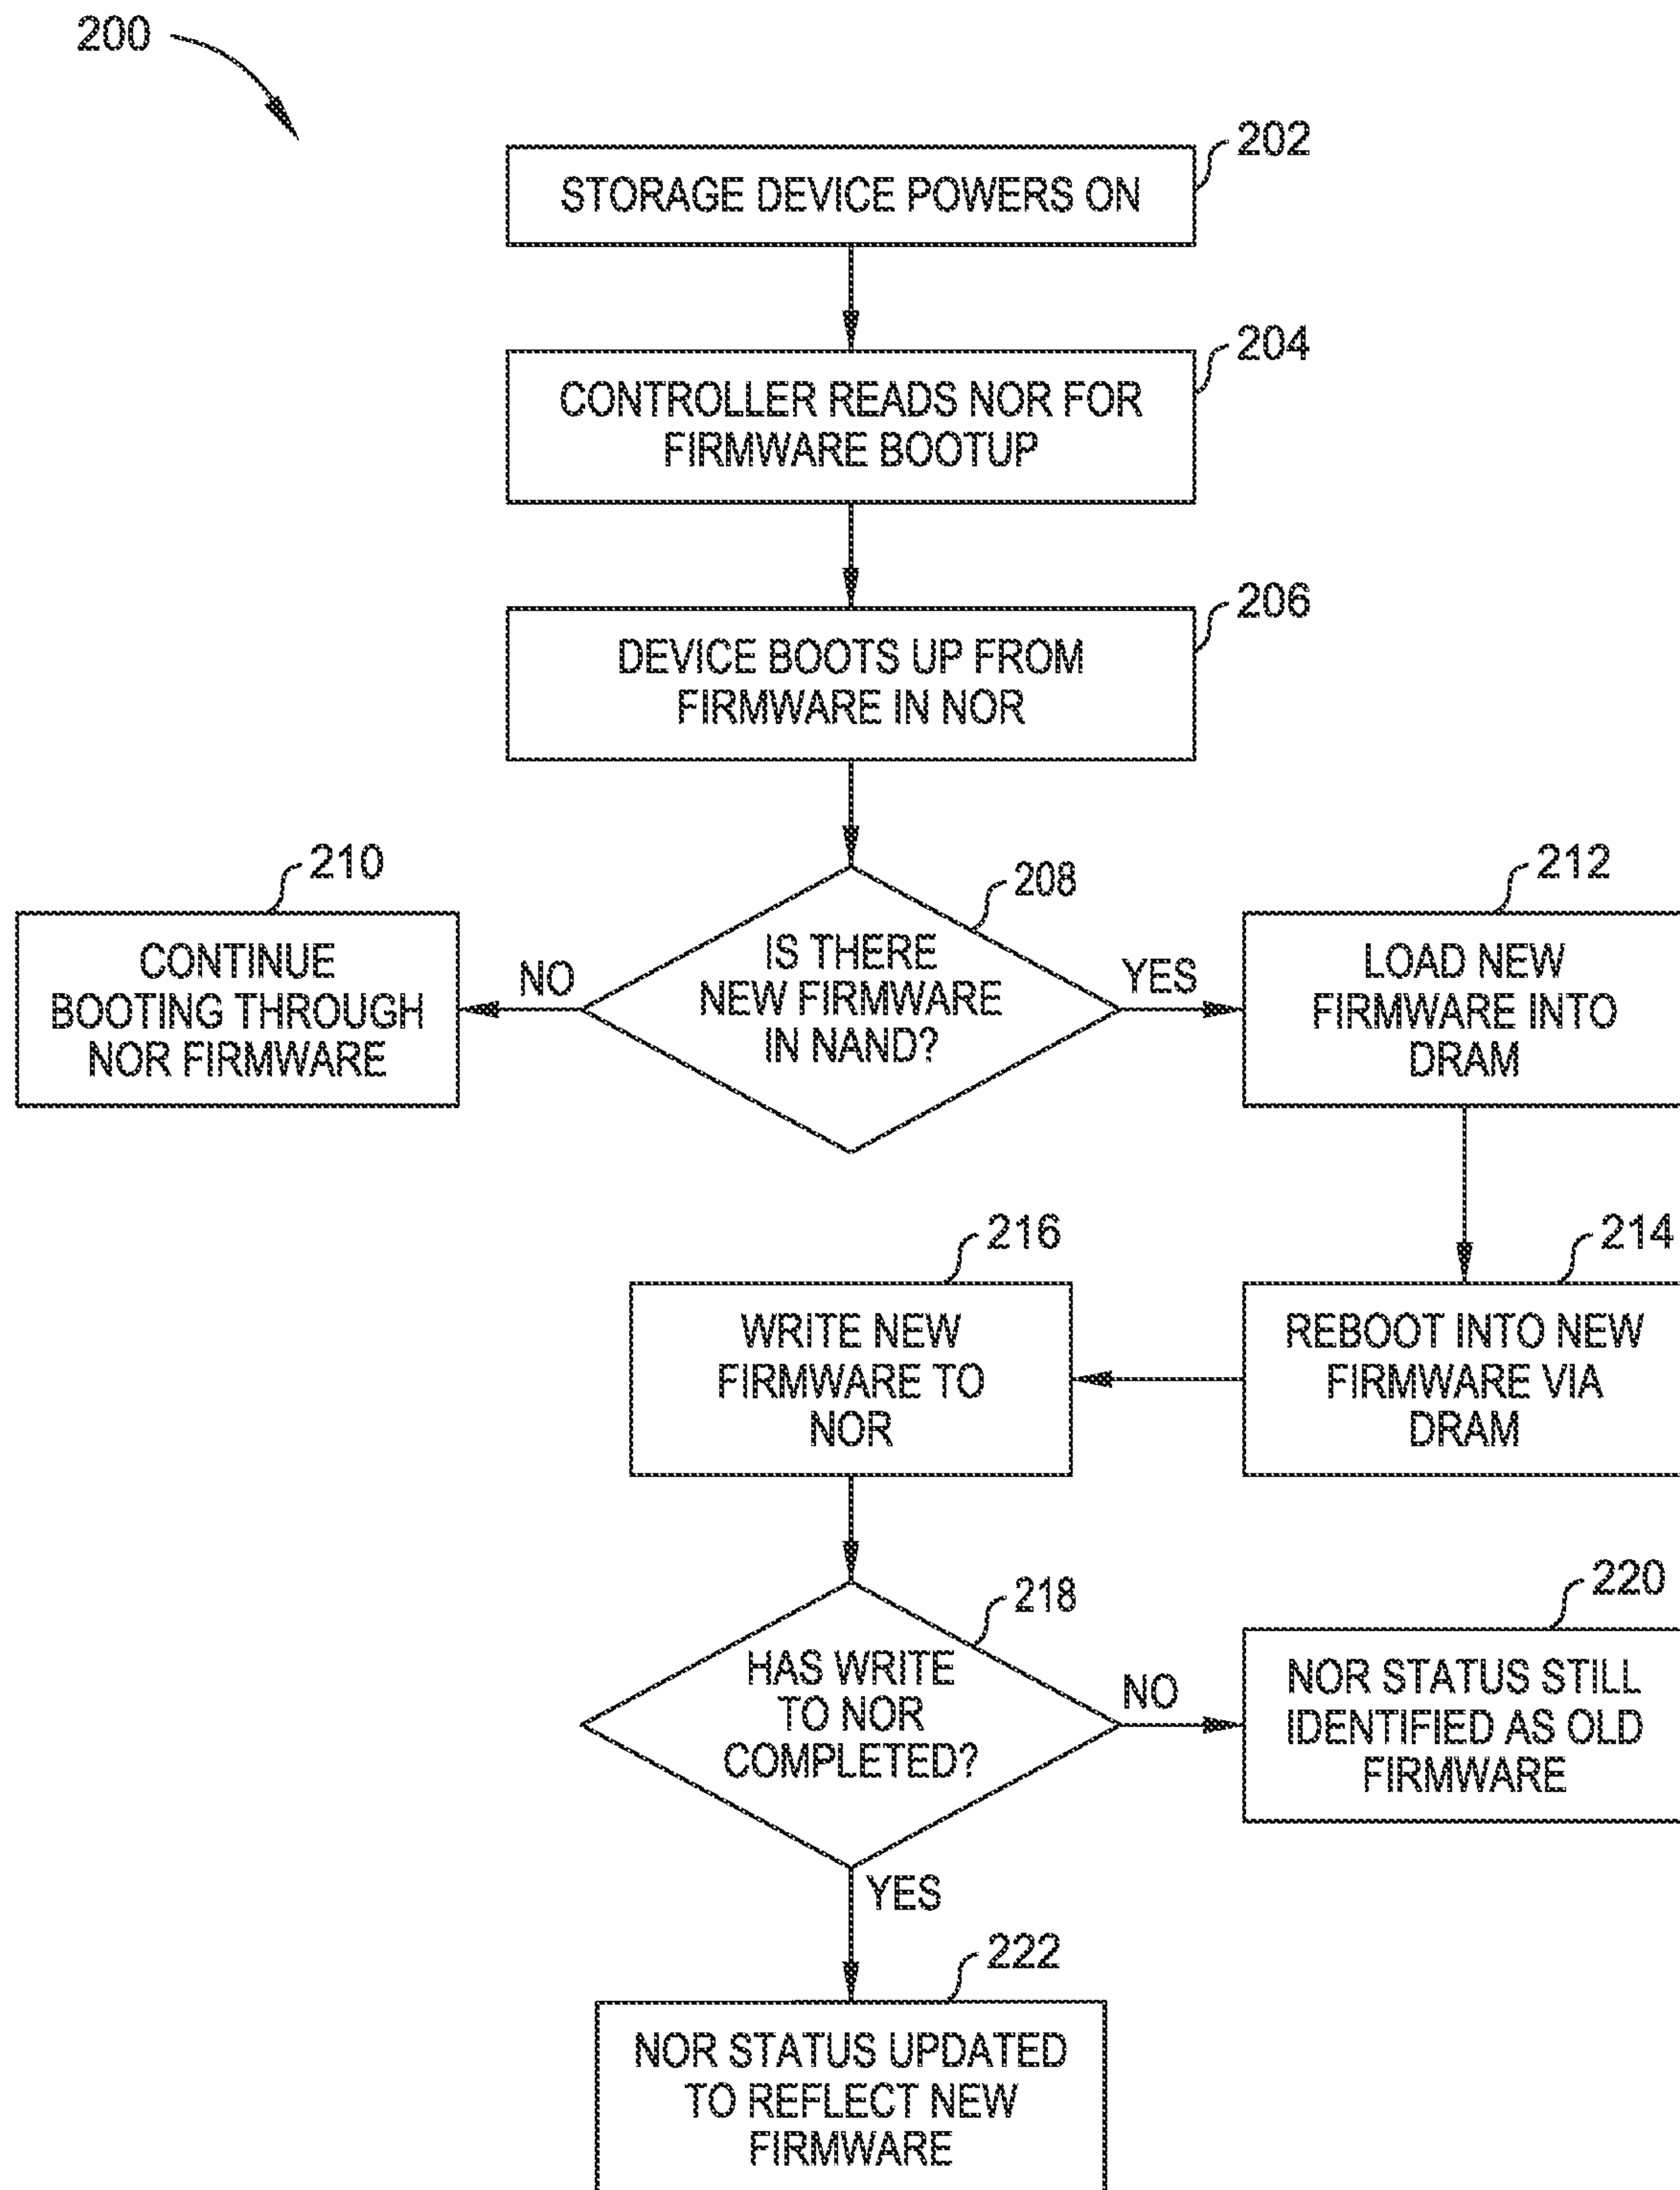 200
202
STORAGE DEVICE POWERS ON
204
CONTROLLER READS NOR FOR
FIRMWARE BOOTUP
206
DEVICE BOOTS UP FROM
FIRMWARE IN NOR
210
208
212
CONTINUE
BOOTING THROUGH
NOR FIRMWARE
NO
IS THERE
NEW FIRMWARE
IN NAND?
YES
LOAD NEW
FIRMWARE INTO
DRAM
216
214
WRITE NEW
FIRMWARE TO
NOR
REBOOT INTO NEW
FIRMWARE VIA
DRAM
218
220
HAS WRITE
TO NOR
COMPLETED?
NO
NOR STATUS STILL
IDENTIFIED AS OLD
FIRMWARE
YES
222
NOR STATUS UPDATED
TO REFLECT NEW
FIRMWARE